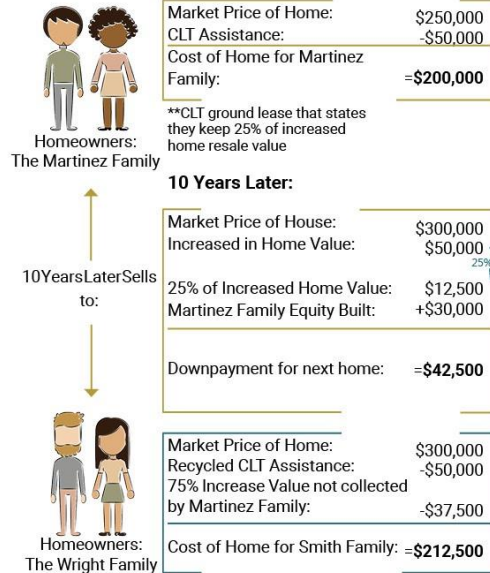 Market Price of Home: $250,000
CLT Assistance: -$50,000
Cost of Home for Martinez
Family: =$200,000
**CLT ground lease that states
they keep 25% of increased
home resale value
Homeowners:
The Martinez Family
10 Years Later:
Market Price of House: $300,000
Increased in Home Value: $50,000
25%
10YearsLaterSells
to:
25% of Increased Home Value: $12,500
Martinez Family Equity Built: +$30,000
Downpayment for next home: =$42,500
Market Price of Home: $300,000
Recycled CLT Assistance: -$50,000
75% Increase Value not collected
by Martinez Family: -$37,500
Homeowners:
The Wright Family
Cost of Home for Smith Family: =$212,500